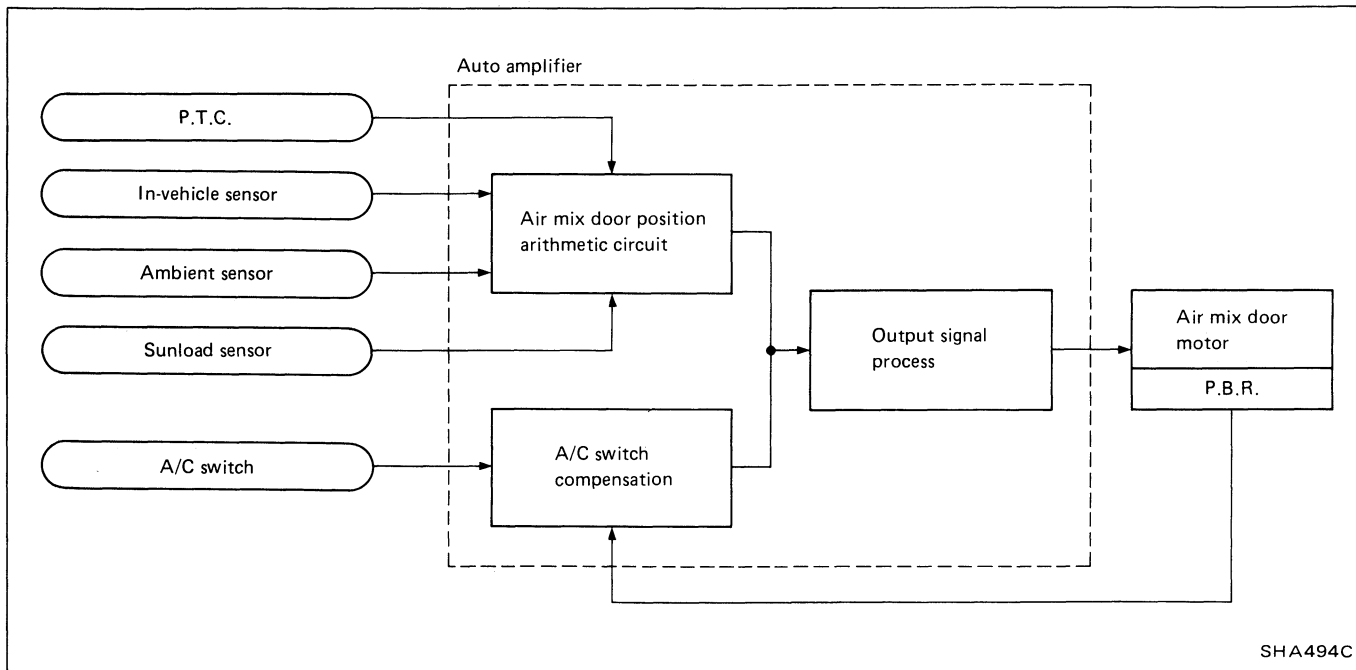 Auto amplifier
P.T.C.
In-vehicle sensor
Ambient sensor
Sunload sensor
A/C switch
Air mix door position
arithmetic circuit
A/C switch
compensation
Output signal
process
Air mix door
motor
P.B.R.
SHA494C